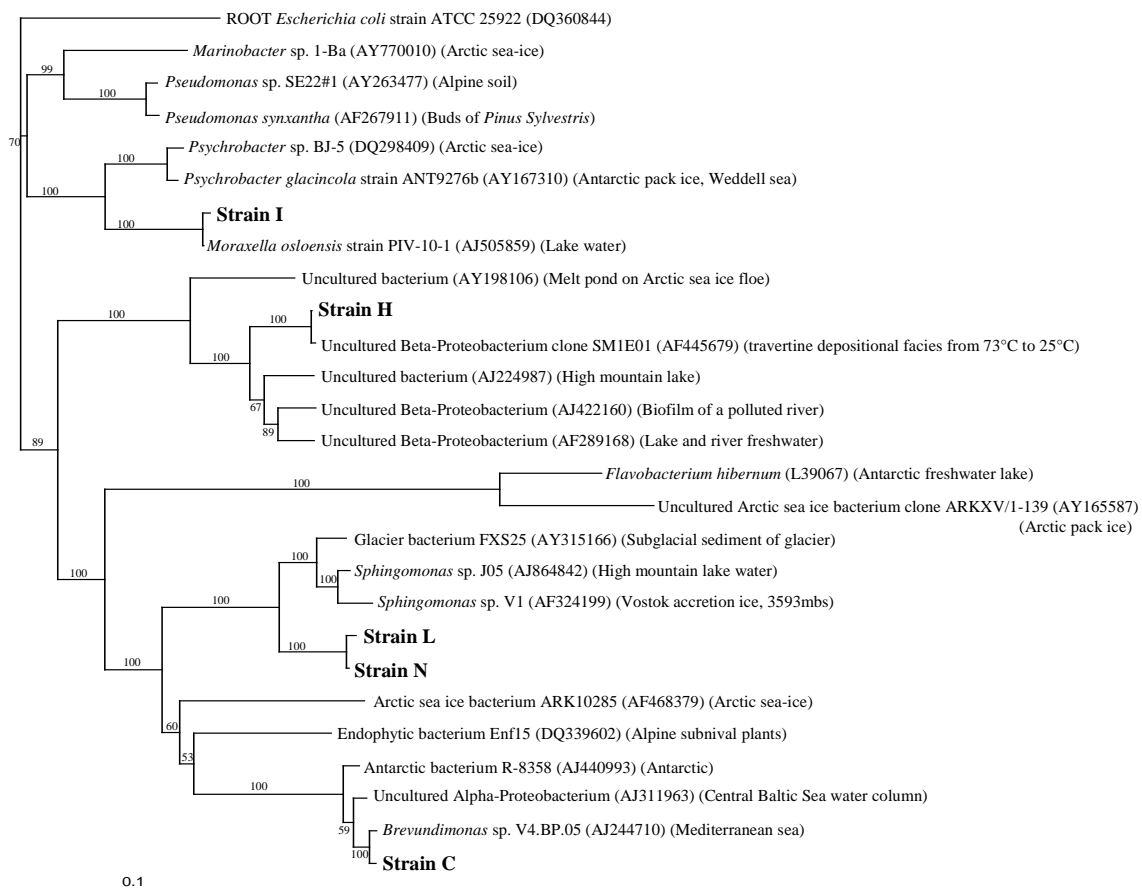 ROOT Escherichia coli strain ATCC 25922 (DQ360844)
Marinobacter sp. 1-Ba (AY770010) (Arctic sea-ice)
99
Pseudomonas sp. SE22#1 (AY263477) (Alpine soil)
100
Pseudomonas synxantha (AF267911) (Buds of Pinus Sylvestris)
70
Psychrobacter sp. BJ-5 (DQ298409) (Arctic sea-ice)
100
Psychrobacter glacincola strain ANT9276b (AY167310) (Antarctic pack ice, Weddell sea)
100
Strain I
100
Moraxella osloensis strain PIV-10-1 (AJ505859) (Lake water)
Uncultured bacterium (AY198106) (Melt pond on Arctic sea ice floe)
Strain H
100
100
Uncultured Beta-Proteobacterium clone SM1E01 (AF445679) (travertine depositional facies from 73°C to 25°C)
100
Uncultured bacterium (AJ224987) (High mountain lake)
67
Uncultured Beta-Proteobacterium (AJ422160) (Biofilm of a polluted river)
89
Uncultured Beta-Proteobacterium (AF289168) (Lake and river freshwater)
89
Flavobacterium hibernum (L39067) (Antarctic freshwater lake)
100
Uncultured Arctic sea ice bacterium clone ARKXV/1-139 (AY165587)
(Arctic pack ice)
Glacier bacterium FXS25 (AY315166) (Subglacial sediment of glacier)
100
Sphingomonas sp. J05 (AJ864842) (High mountain lake water)
100
100
Sphingomonas sp. V1 (AF324199) (Vostok accretion ice, 3593mbs)
100
Strain L
100
Strain N
100
Arctic sea ice bacterium ARK10285 (AF468379) (Arctic sea-ice)
60
Endophytic bacterium Enf15 (DQ339602) (Alpine subnival plants)
53
Antarctic bacterium R-8358 (AJ440993) (Antarctic)
100
Uncultured Alpha-Proteobacterium (AJ311963) (Central Baltic Sea water column)
59
Brevundimonas sp. V4.BP.05 (AJ244710) (Mediterranean sea)
100
Strain C
0.1